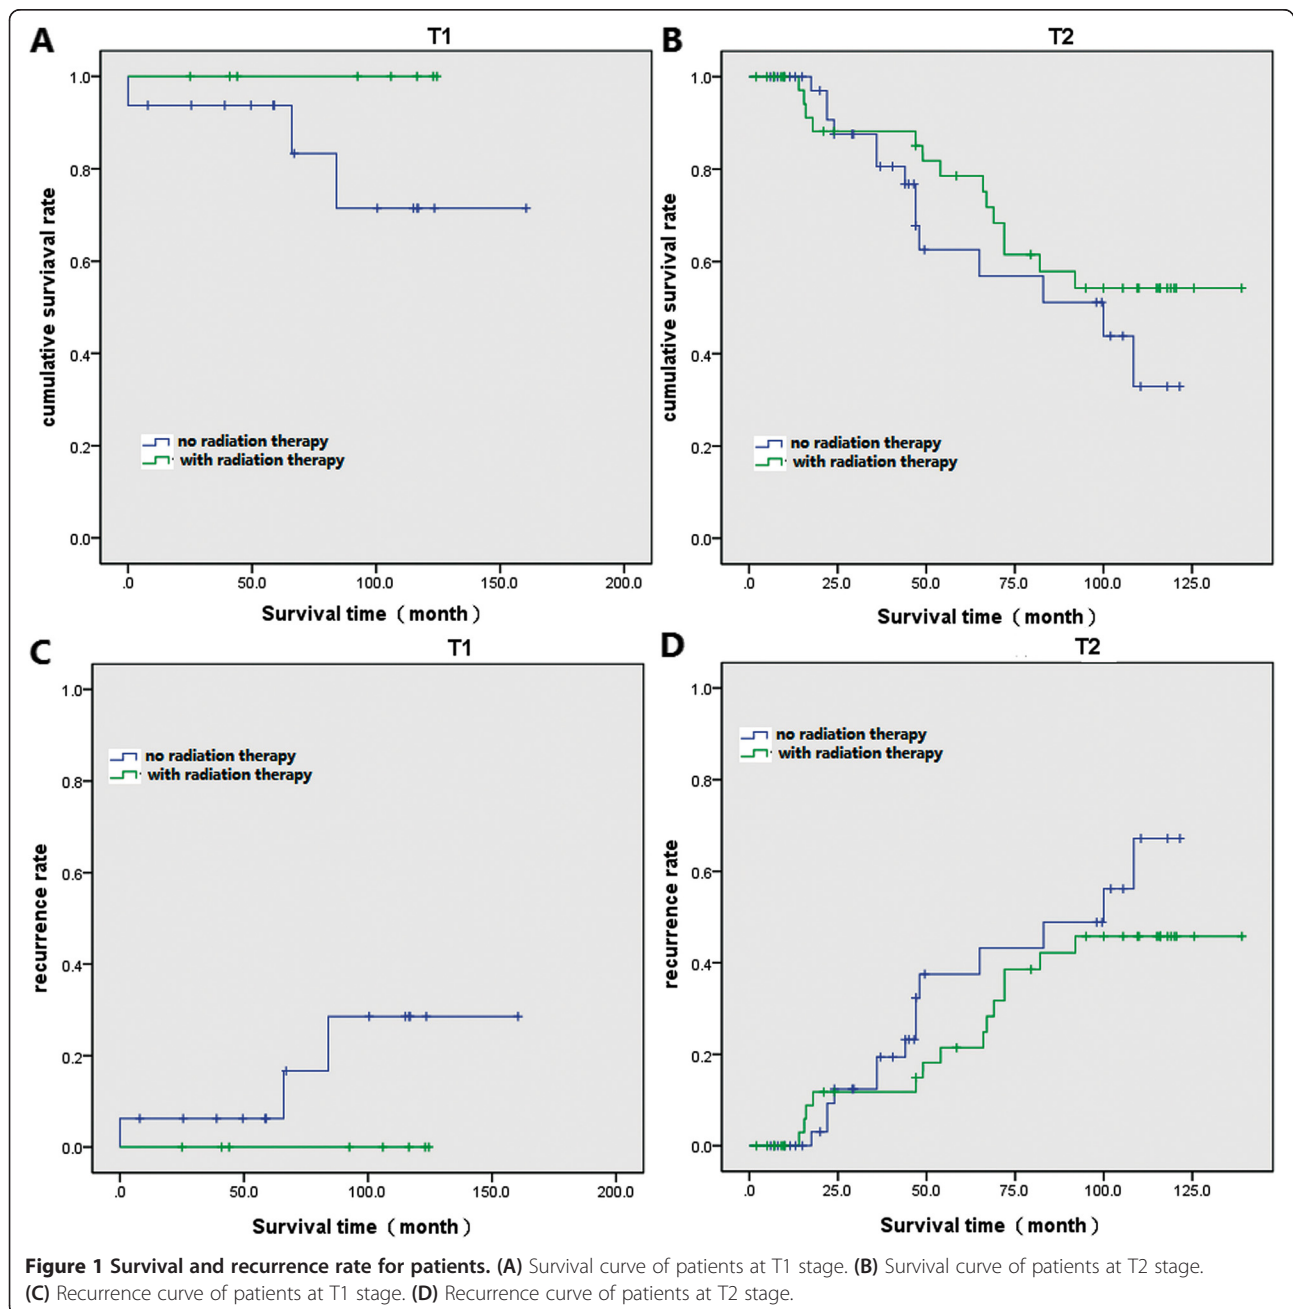 A
T1
1.0
0.8
0.6
0.4
0.2
0.0
cumulative surviaval rate
no radiation therapy
with radiation therapy
.0 50.0 100.0 150.0 200.0
Survival time（month）
B
T2
1.0
0.8
0.6
0.4
0.2
0.0
cumulative survival rate
no radiation therapy
with radiation therapy
.0 25.0 50.0 75.0 100.0 125.0
Survival time（month）
C
T1
1.0
0.8
0.6
0.4
0.2
0.0
recurrence rate
no radiation therapy
with radiation therapy
.0 50.0 100.0 150.0 200.0
Survival time（month）
D
T2
1.0
0.8
0.6
0.4
0.2
0.0
recurrence rate
no radiation therapy
with radiation therapy
.0 25.0 50.0 75.0 100.0 125.0
Survival time（month）
Figure 1 Survival and recurrence rate for patients. (A) Survival curve of patients at T1 stage. (B) Survival curve of patients at T2 stage.
(C) Recurrence curve of patients at T1 stage. (D) Recurrence curve of patients at T2 stage.